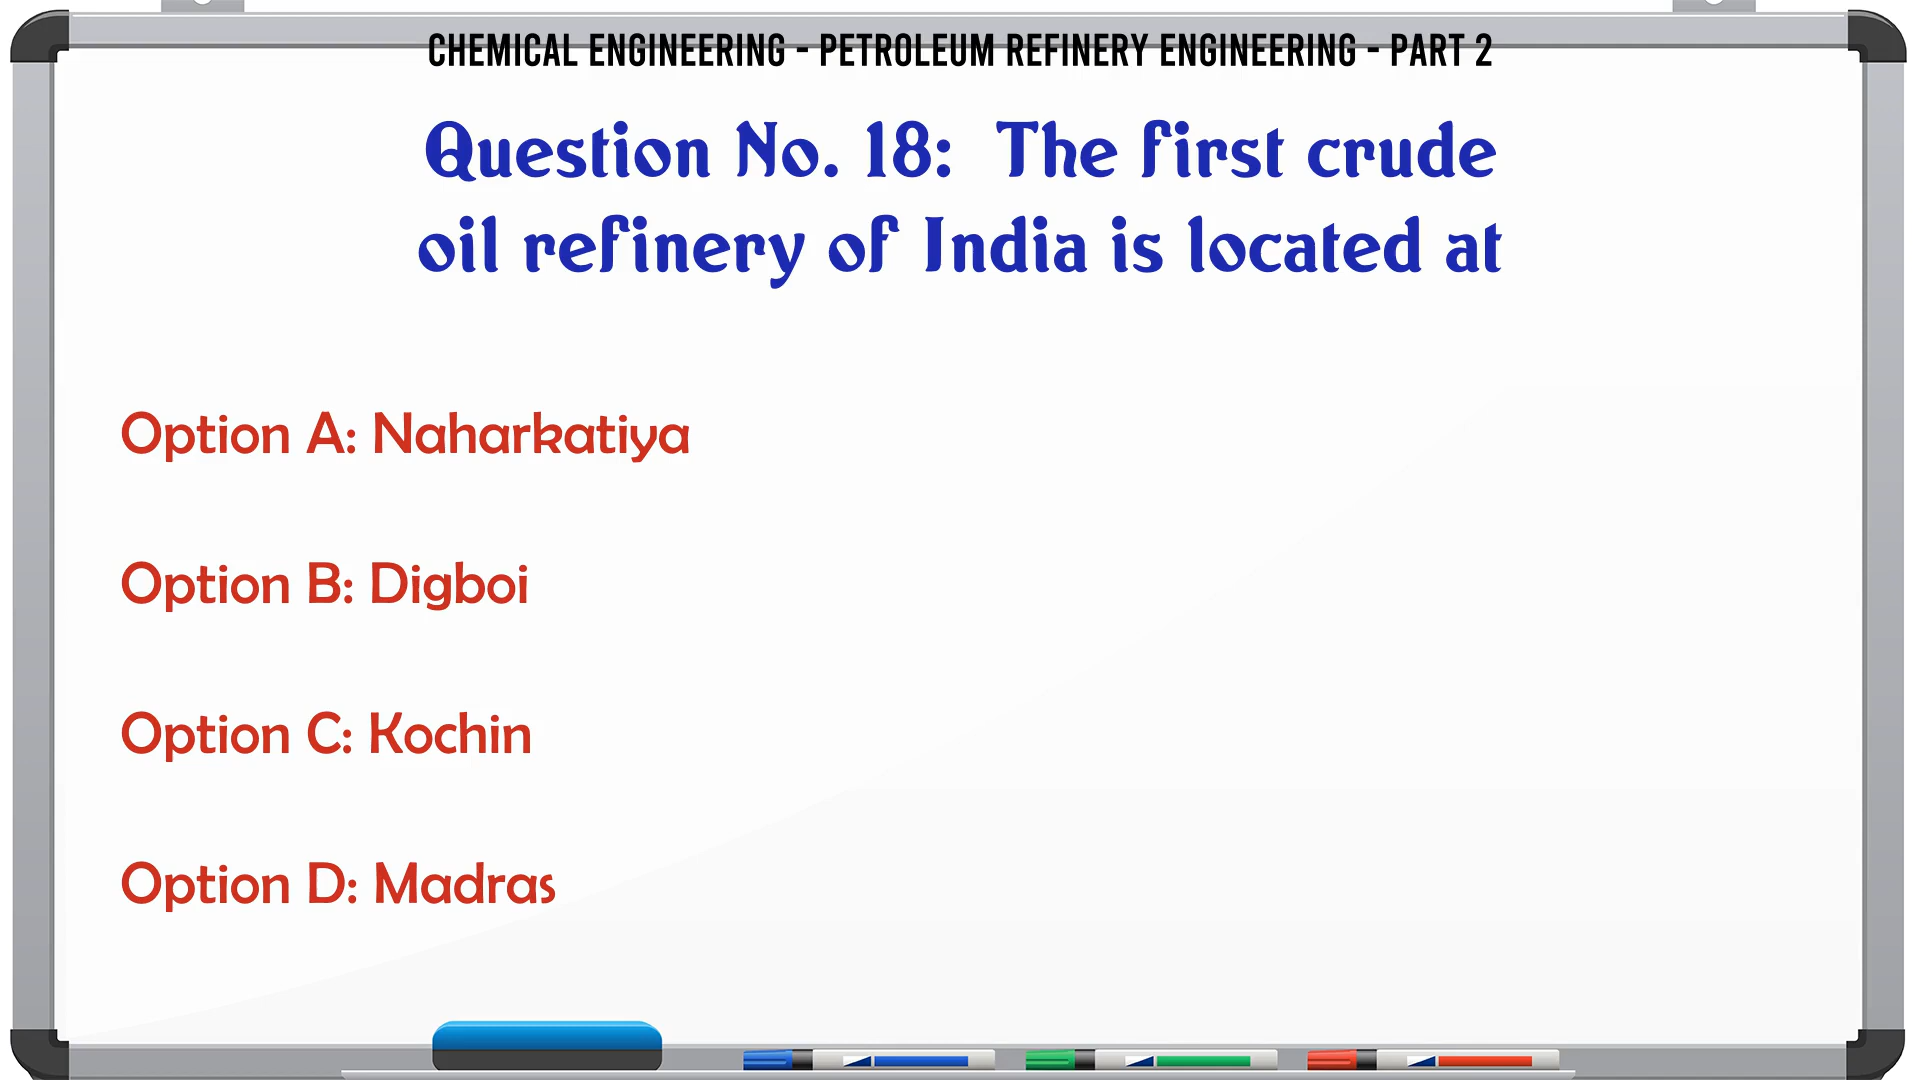 CHEMICAL ENGINEERING - PETROLEUM REFINERY ENGINEERING - PART 2
Question No. 18: The first crude
oil refinery of India is located at
Option A: Naharkatiya
Option B: Digboi
Option C: Kochin
Option D: Madras